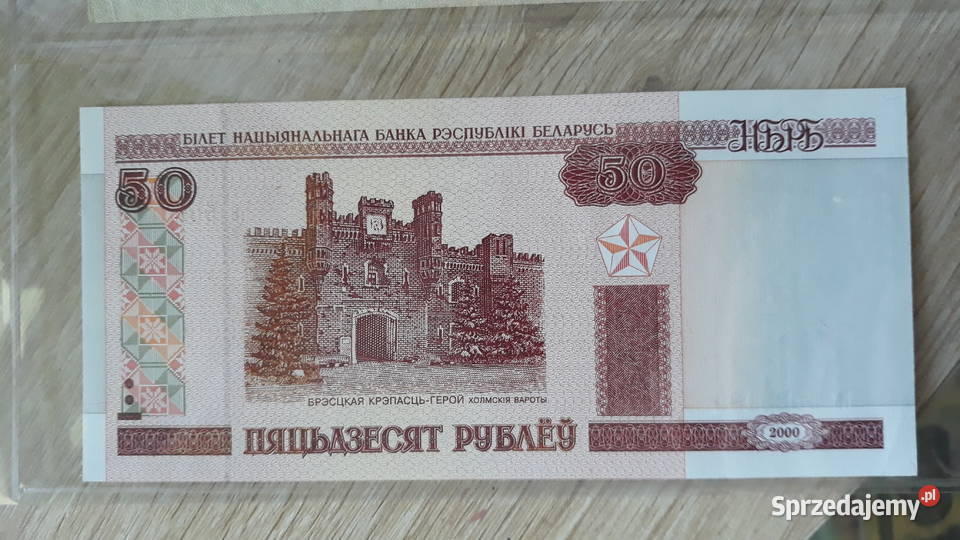 БІЛЕТ НАЦЫЯНАЛЬНАГА БАНКА РЭСПУБЛІКІ БЕЛАРУСЬ
НБРБ
50
50
БРЭСЦКАЯ КРЭПАСЦЬ-ГЕРОЙ ХОЛМСКІЯ ВАРОТЫ
ПЯЦЬДЗЕСЯТ РУБЛЁЎ
2000
Sprzedajemy.pl